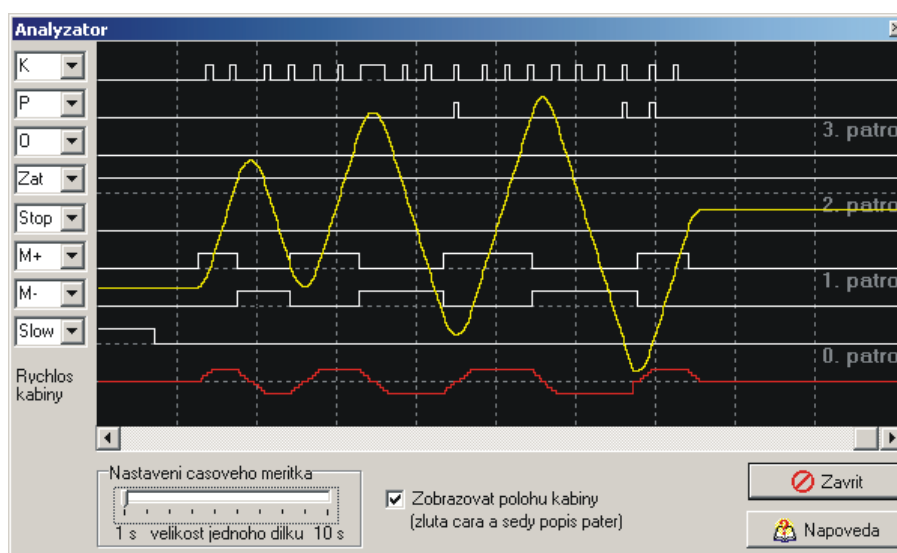 Analyzator
K
P
3. patro
O
Zat
2. patro
Stop
M+
1. patro
M-
Slow
0. patro
Rychlos
kabiny
Nastaveni casoveho meritka
1 s velikost jednoho dilku 10 s
Zobrazovat polohu kabiny
(zluta cara a sedy popis pater)
Zavrit
Napoveda